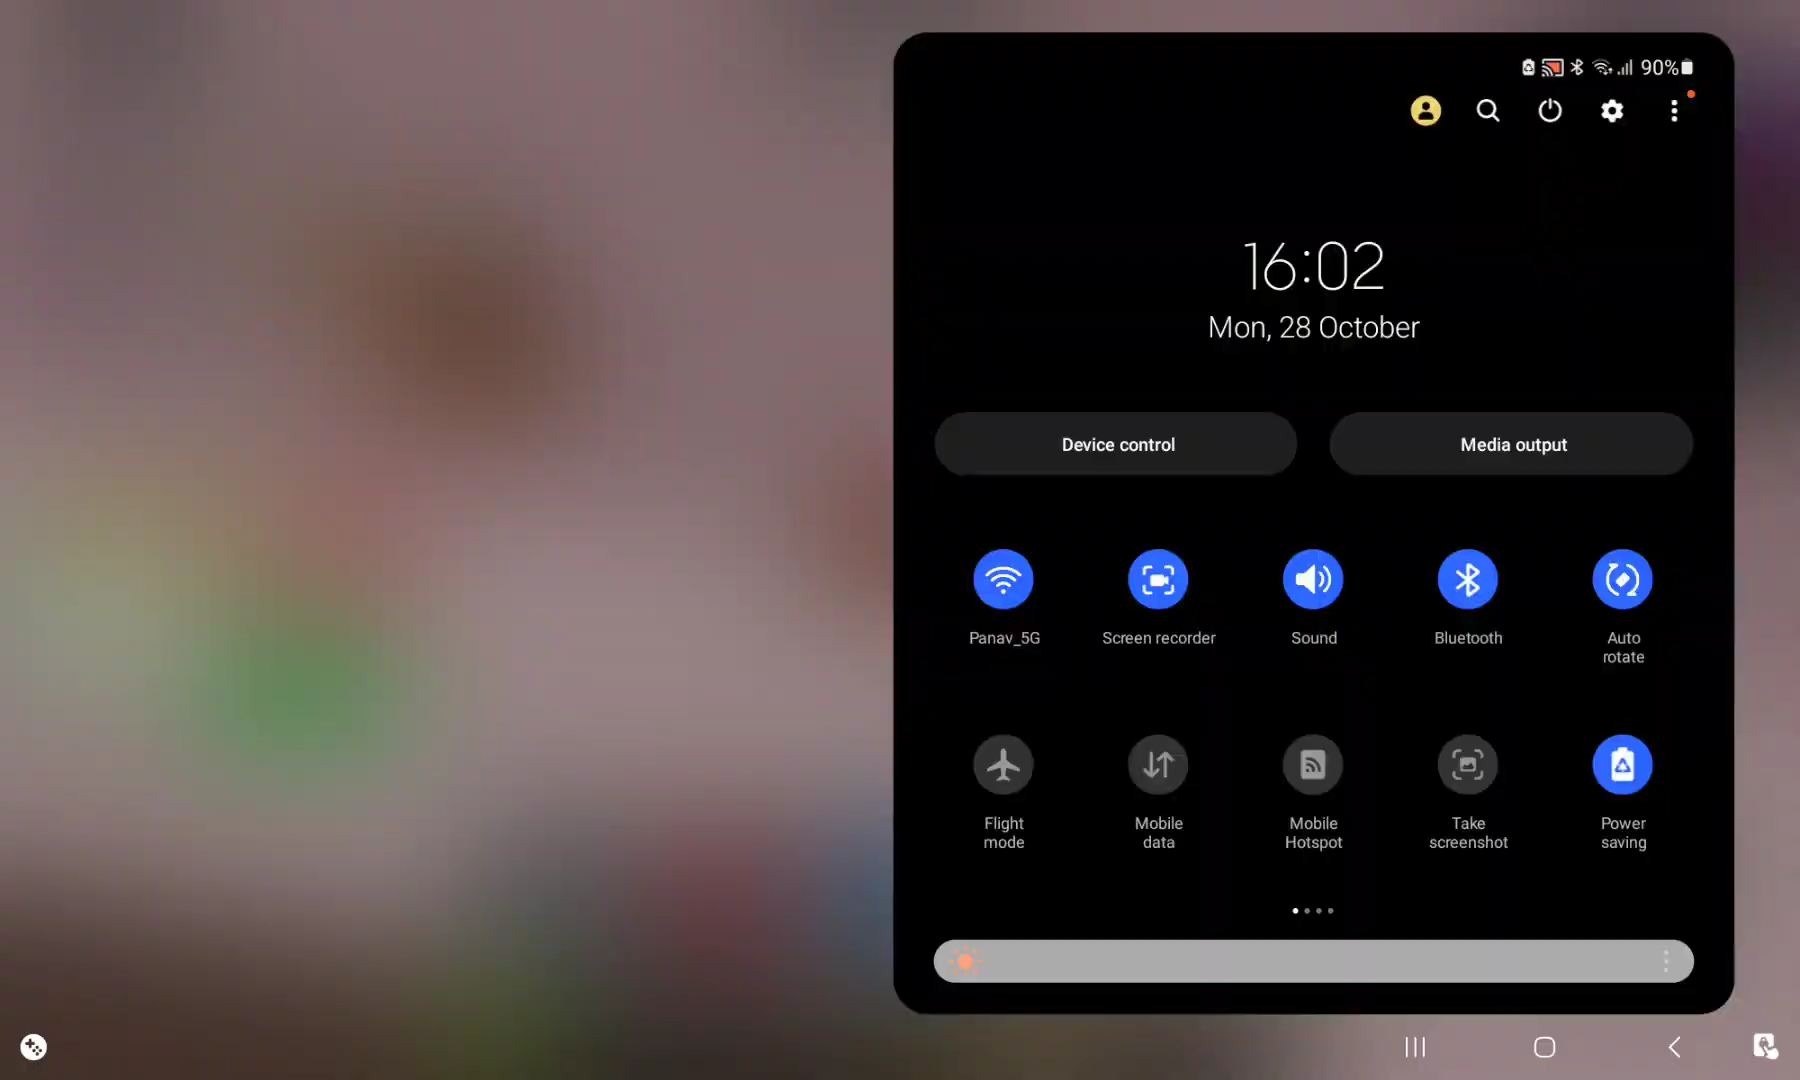 90%
16:02
Mon, 28 October
Device control
Media output
Panav_5G
Screen recorder
Sound
Bluetooth
Auto
rotate
Flight
mode
Mobile
data
Mobile
Hotspot
Take
screenshot
Power
saving